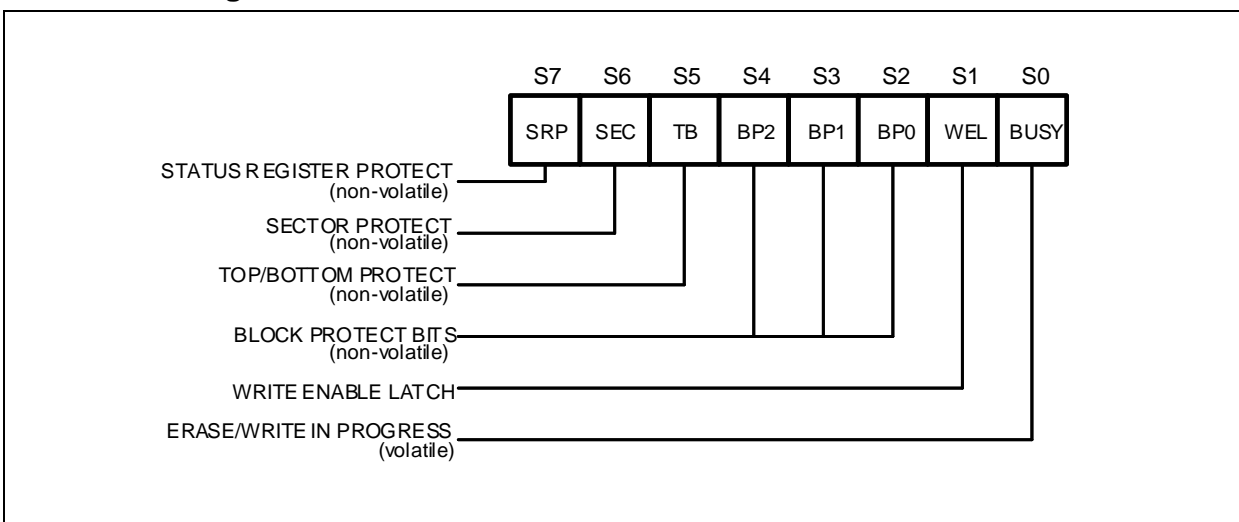 S7 S6 S5 S4 S3 S2 S1 S0
SRP SEC TB BP2 BP1 BP0 WEL BUSY
STATUS REGISTER PROTECT
(non-volatile)
SECTOR PROTECT
(non-volatile)
TOP/BOTTOM PROTECT
(non-volatile)
BLOCK PROTECT BITS
(non-volatile)
WRITE ENABLE LATCH
ERASE/WRITE IN PROGRESS
(volatile)